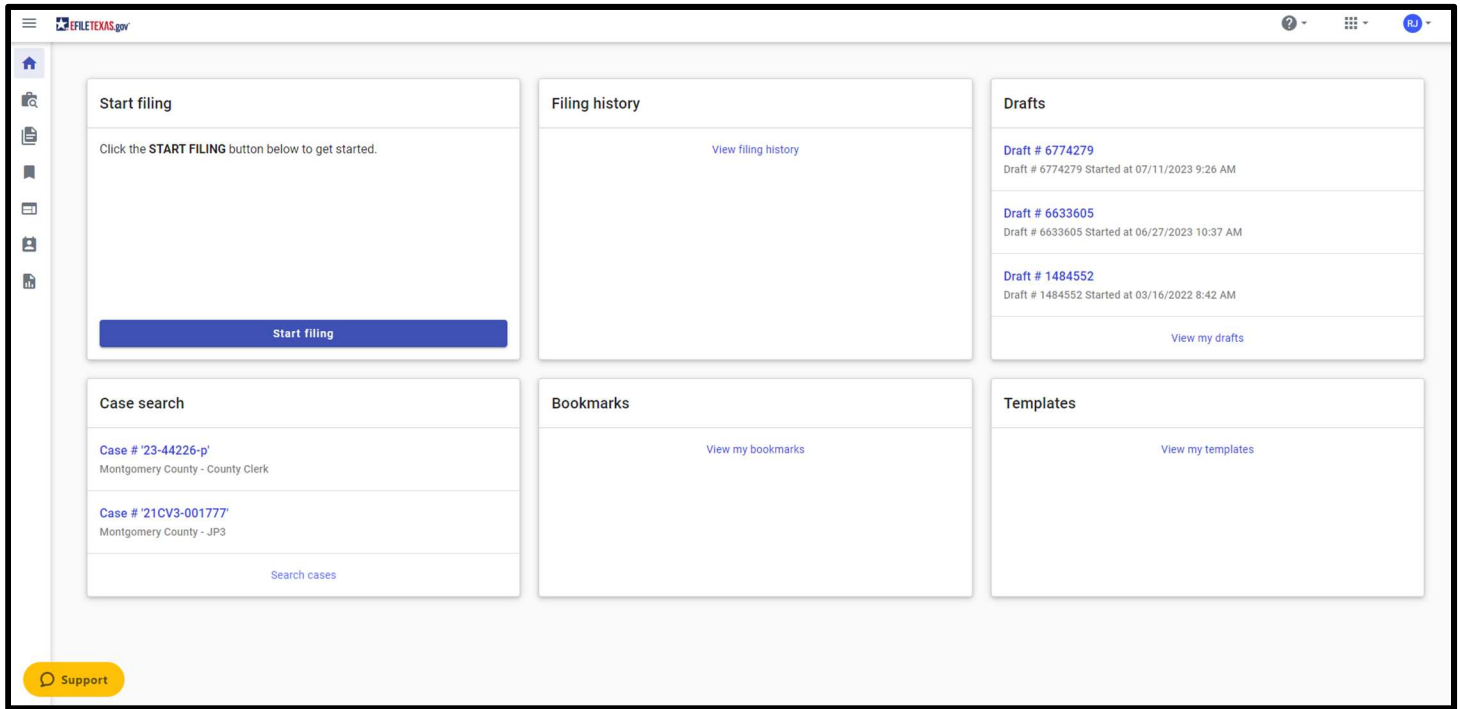 EFILETEXAS.gov
RJ
Start filing
Click the START FILING button below to get started.
Start filing
Filing history
View filing history
Drafts
Draft # 6774279
Draft # 6774279 Started at 07/11/2023 9:26 AM
Draft # 6633605
Draft # 6633605 Started at 06/27/2023 10:37 AM
Draft # 1484552
Draft # 1484552 Started at 03/16/2022 8:42 AM
View my drafts
Case search
Case # '23-44226-p'
Montgomery County - County Clerk
Case # '21CV3-001777'
Montgomery County - JP3
Search cases
Bookmarks
View my bookmarks
Templates
View my templates
Support